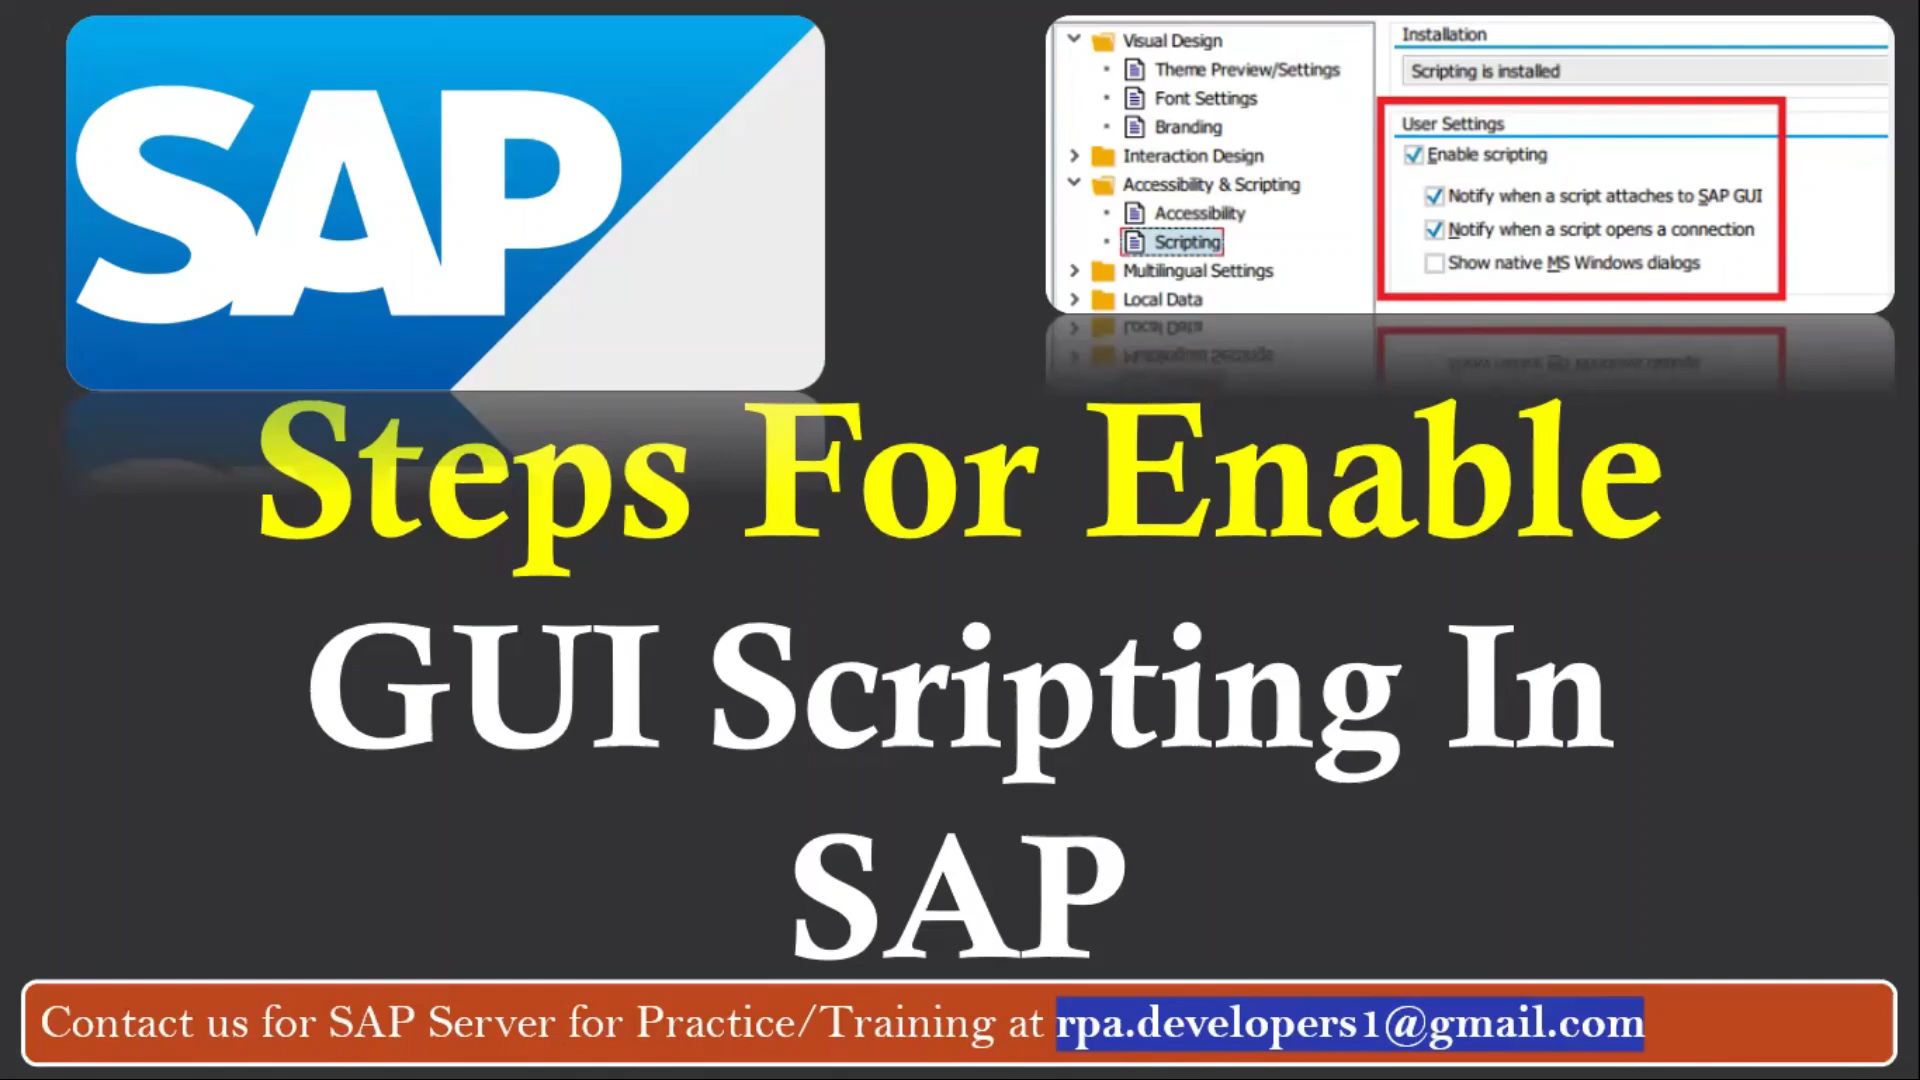 SAP
Visual Design
Theme Preview/Settings
Font Settings
Branding
Interaction Design
Accessibility & Scripting
Accessibility
Scripting
Multilingual Settings
Local Data
Installation
Scripting is installed
User Settings
Enable scripting
Notify when a script attaches to SAP GUI
Notify when a script opens a connection
Show native MS Windows dialogs
Steps For Enable
GUI Scripting In
SAP
Contact us for SAP Server for Practice/Training at rpa.developers1@gmail.com